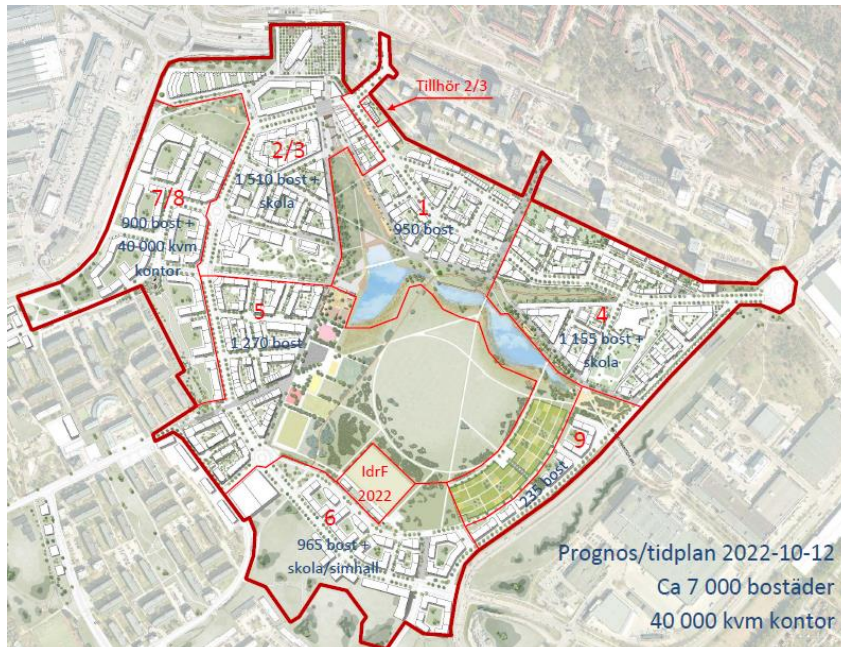 Tillhör 2/3
2/3
1 510 bost +
skola
7/8
900 bost +
40 000 kvm
kontor
1
950 bost
5
1 270 bost
4
1 155 bost +
skola
9
235 bost
IdrF
2022
6
965 bost +
skola/simhall
Prognos/tidplan 2022-10-12
Ca 7 000 bostäder
40 000 kvm kontor